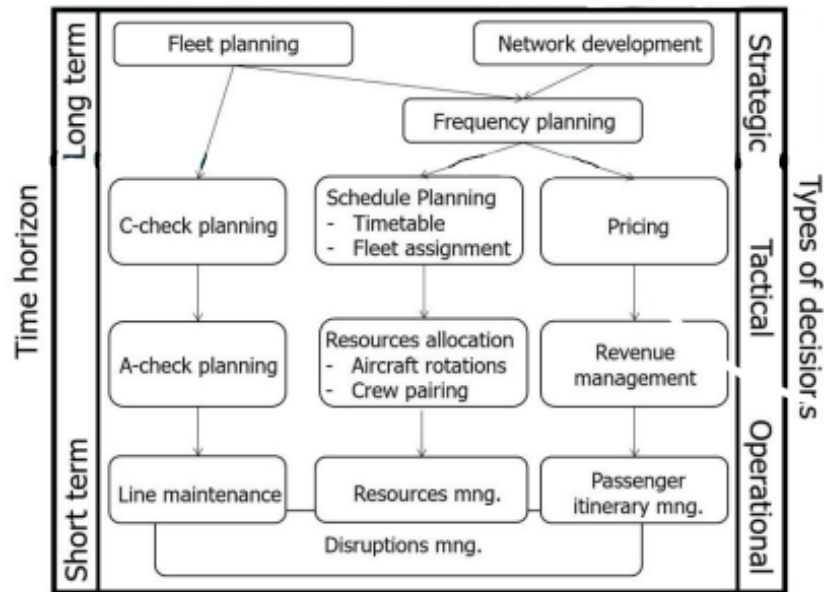 Fleet planning
Network development
Frequency planning
C-check planning
Schedule Planning
- Timetable
- Fleet assignment
Pricing
A-check planning
Resources allocation
- Aircraft rotations
- Crew pairing
Revenue
management
Line maintenance
Resources mng.
Passenger
itinerary mng.
Disruptions mng.
Time horizon
Long term
Short term
Strategic
Tactical
Operational
Types of decisions